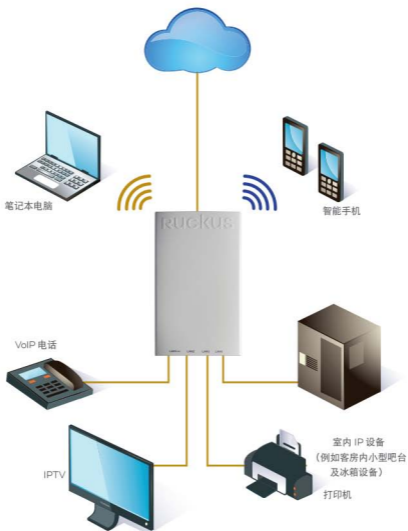 笔记本电脑
智能手机
RUCKUS
VoIP 电话
IPTV
室内 IP 设备
（例如客房内小型吧台
及冰箱设备）
打印机